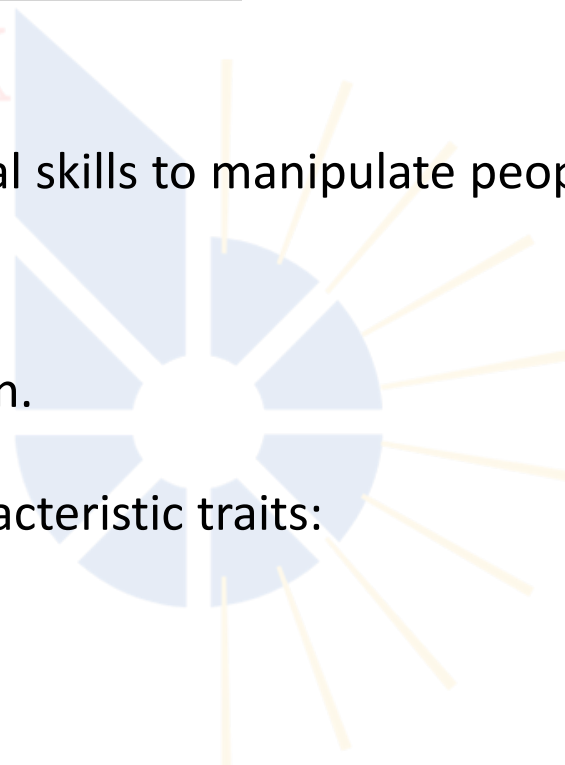 al skills to manipulate peop
n.
acteristic traits: